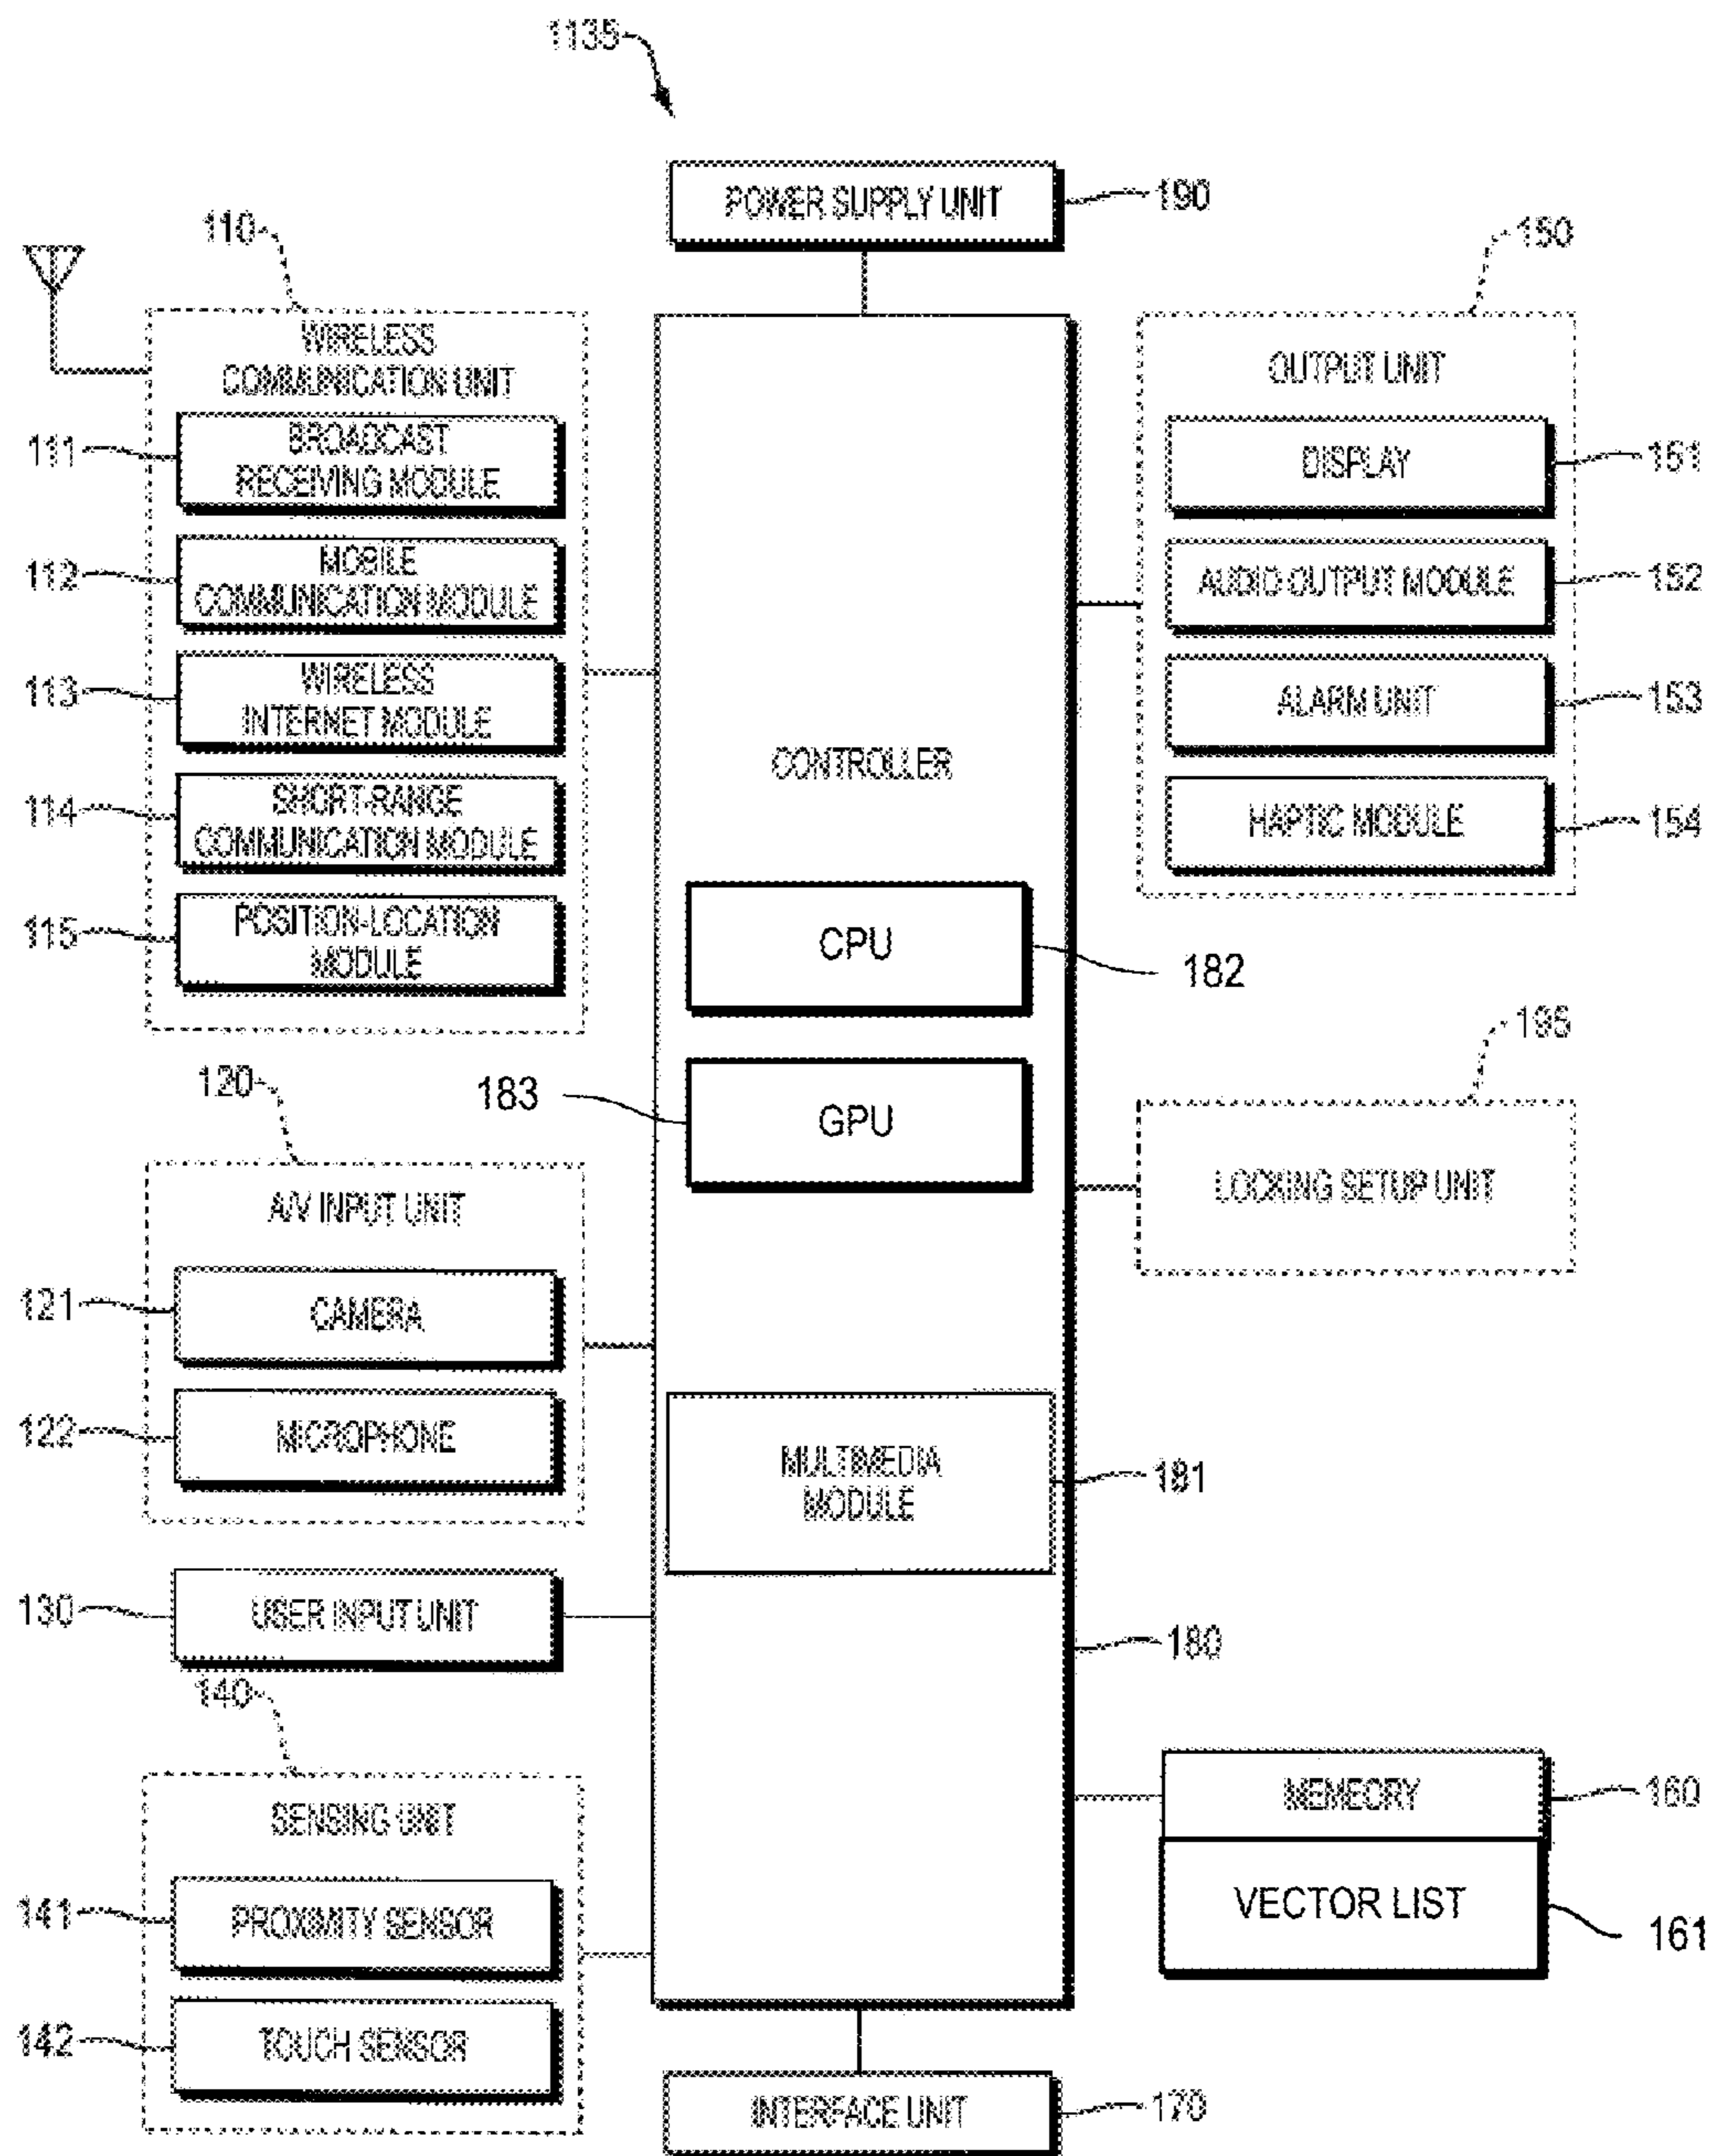 1135
POWER SUPPLY UNIT
190
110
WIRELESS
COMMUNICATION UNIT
111
BROADCAST
RECEIVING MODULE
112
MOBILE
COMMUNICATION MODULE
113
WIRELESS
INTERNET MODULE
114
SHORT-RANGE
COMMUNICATION MODULE
115
POSITION-LOCATION
MODULE
120
A/V INPUT UNIT
121
CAMERA
122
MICROPHONE
130
USER INPUT UNIT
140
SENSING UNIT
141
PROXIMITY SENSOR
142
TOUCH SENSOR
CONTROLLER
CPU
182
183
GPU
MULTIMEDIA
MODULE
181
180
INTERFACE UNIT
170
150
OUTPUT UNIT
DISPLAY
151
AUDIO OUTPUT MODULE
152
ALARM UNIT
153
HAPTIC MODULE
154
195
LOCKING SETUP UNIT
MEMECRY
160
VECTOR LIST
161